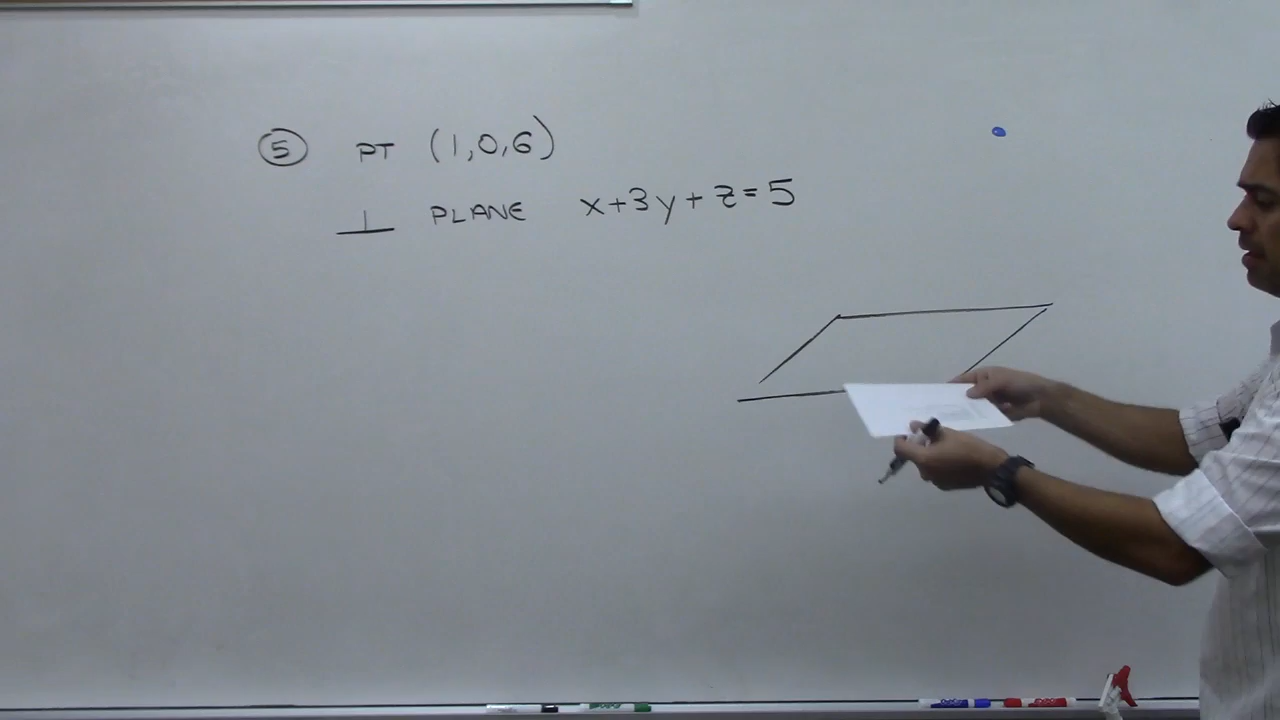 ⑤ PT (1,0,6)
⊥ PLANE x+3y+z=5